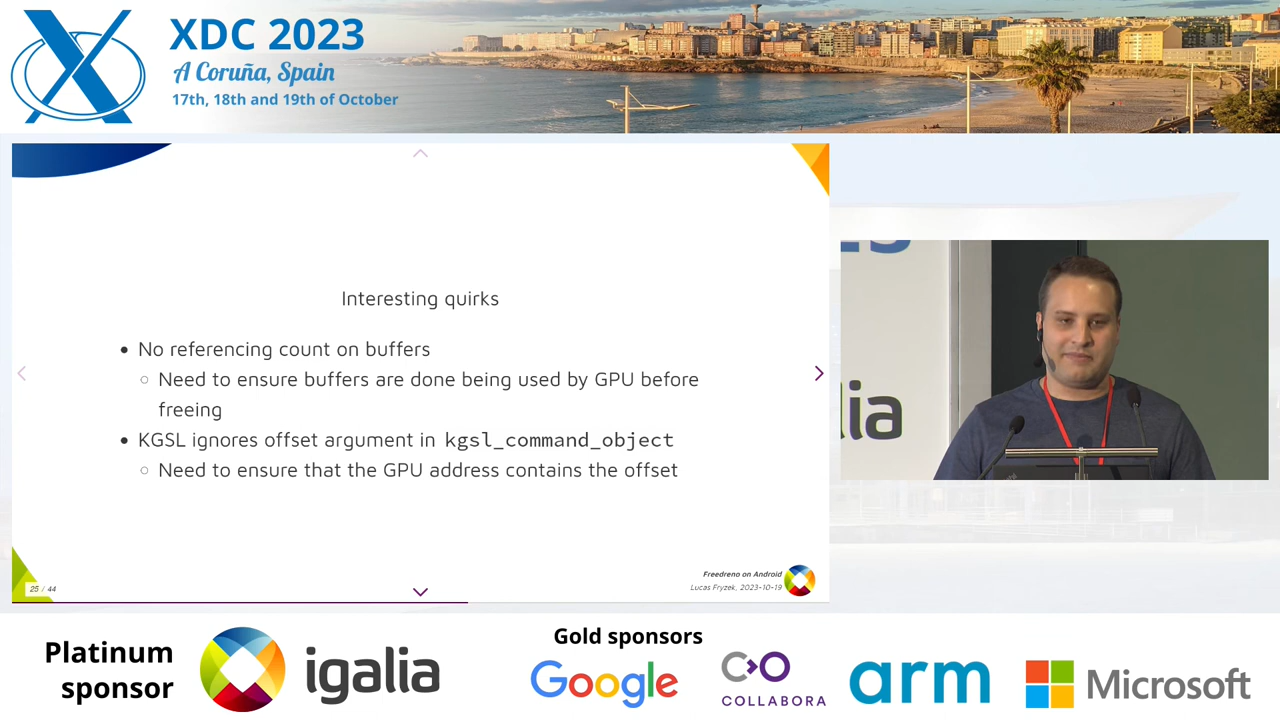 XDC 2023
A Coruña, Spain
17th, 18th and 19th of October
Interesting quirks
No referencing count on buffers
Need to ensure buffers are done being used by GPU before
freeing
KGSL ignores offset argument in kgsl_command_object
Need to ensure that the GPU address contains the offset
25 / 44
Freedreno on Android
Lucas Fryzek, 2023-10-19
lia
Platinum
sponsor
igalia
Gold sponsors
Google
COLLABORA
arm
Microsoft